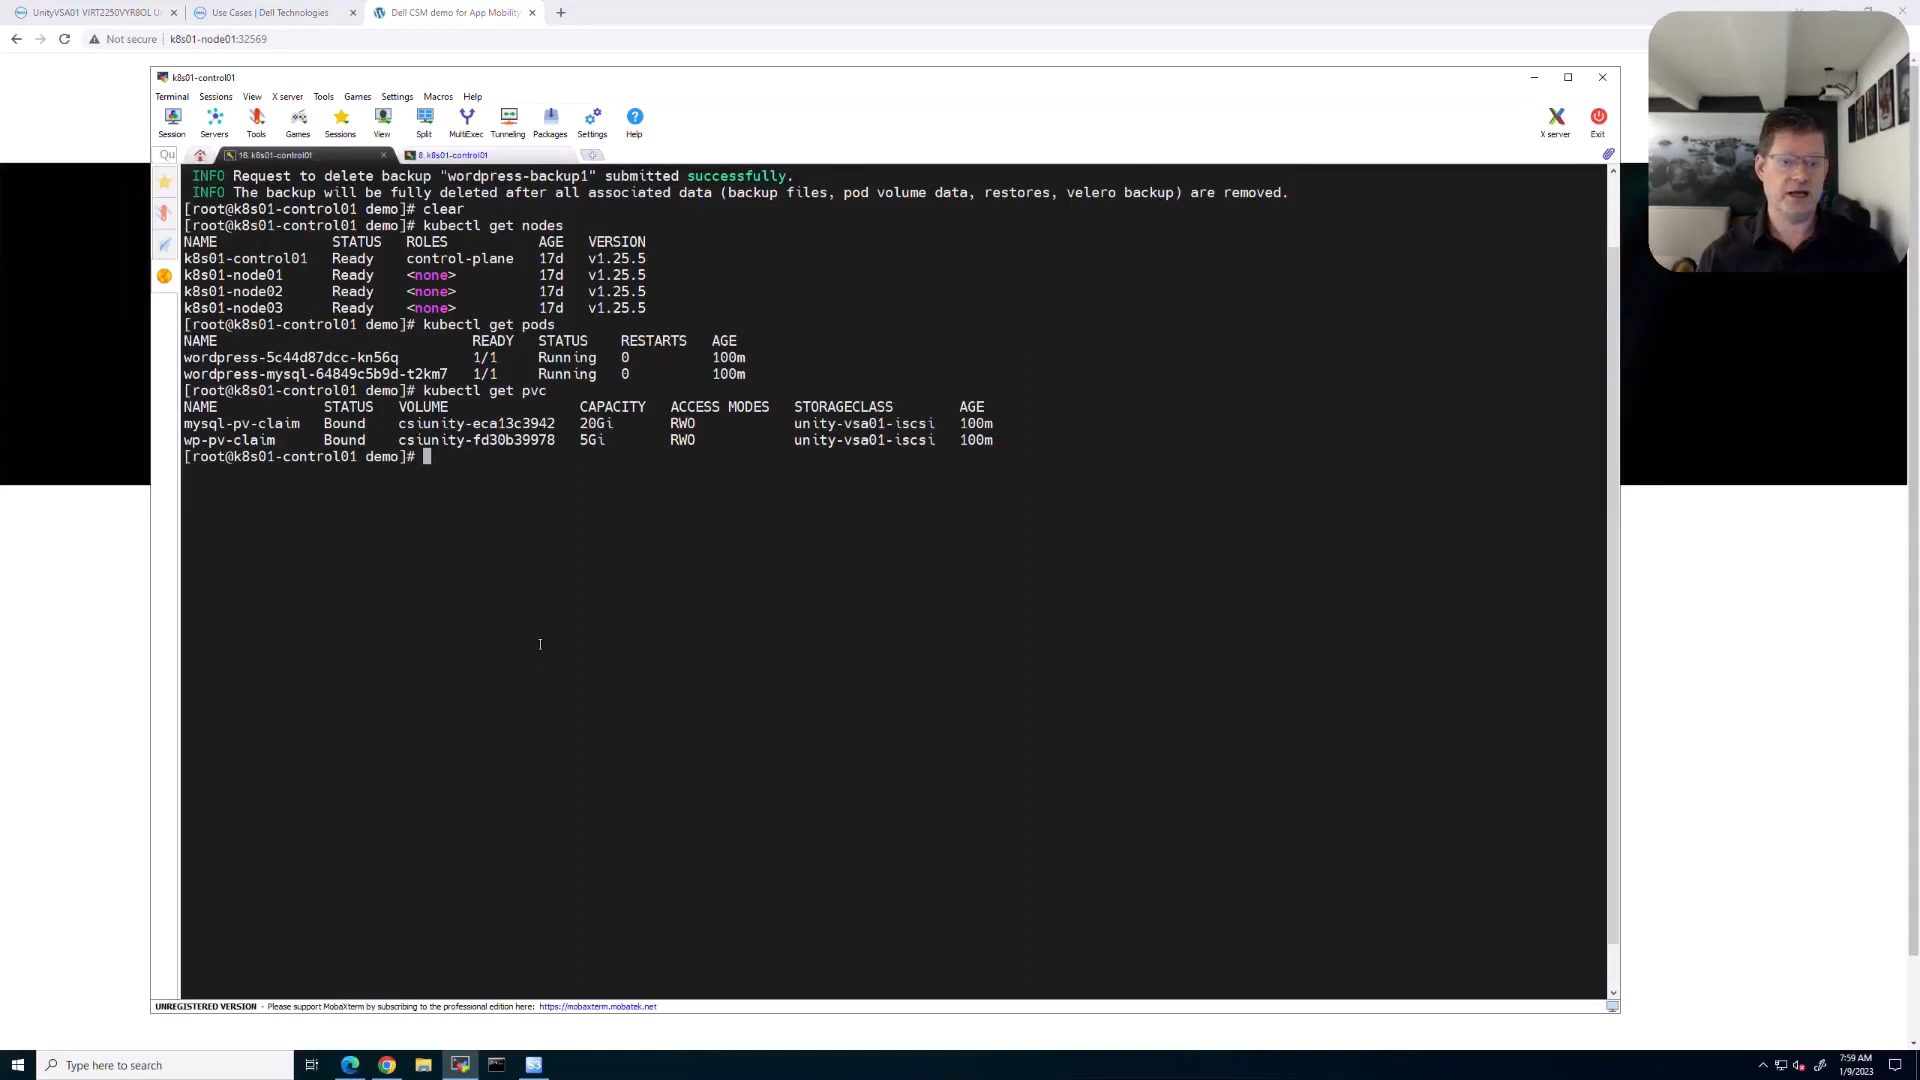 UnityVSA01 VIRT2250VYR8OL Un
Use Cases | Dell Technologies
Dell CSM demo for App Mobility
Not secure
k8s01-node01:32569
k8s01-control01
Terminal Sessions View X server Tools Games Settings Macros Help
Session Servers Tools Games Sessions View Split MultiExec Tunneling Packages Settings Help
X server Exit
Qu
16. k8s01-control01
8. k8s01-control01
INFO Request to delete backup "wordpress-backup1" submitted successfully.
INFO The backup will be fully deleted after all associated data (backup files, pod volume data, restores, velero backup) are removed.
[root@k8s01-control01 demo]# clear
[root@k8s01-control01 demo]# kubectl get nodes
NAME STATUS ROLES AGE VERSION
k8s01-control01 Ready control-plane 17d v1.25.5
k8s01-node01 Ready <none> 17d v1.25.5
k8s01-node02 Ready <none> 17d v1.25.5
k8s01-node03 Ready <none> 17d v1.25.5
[root@k8s01-control01 demo]# kubectl get pods
NAME READY STATUS RESTARTS AGE
wordpress-5c44d87dcc-kn56q 1/1 Running 0 100m
wordpress-mysql-64849c5b9d-t2km7 1/1 Running 0 100m
[root@k8s01-control01 demo]# kubectl get pvc
NAME STATUS VOLUME CAPACITY ACCESS MODES STORAGECLASS AGE
mysql-pv-claim Bound csiunity-eca13c3942 20Gi RWO unity-vsa01-iscsi 100m
wp-pv-claim Bound csiunity-fd30b39978 5Gi RWO unity-vsa01-iscsi 100m
[root@k8s01-control01 demo]#
UNREGISTERED VERSION - Please support MobaXterm by subscribing to the professional edition here: https://mobaxterm.mobatek.net
Type here to search
7:59 AM
1/9/2023